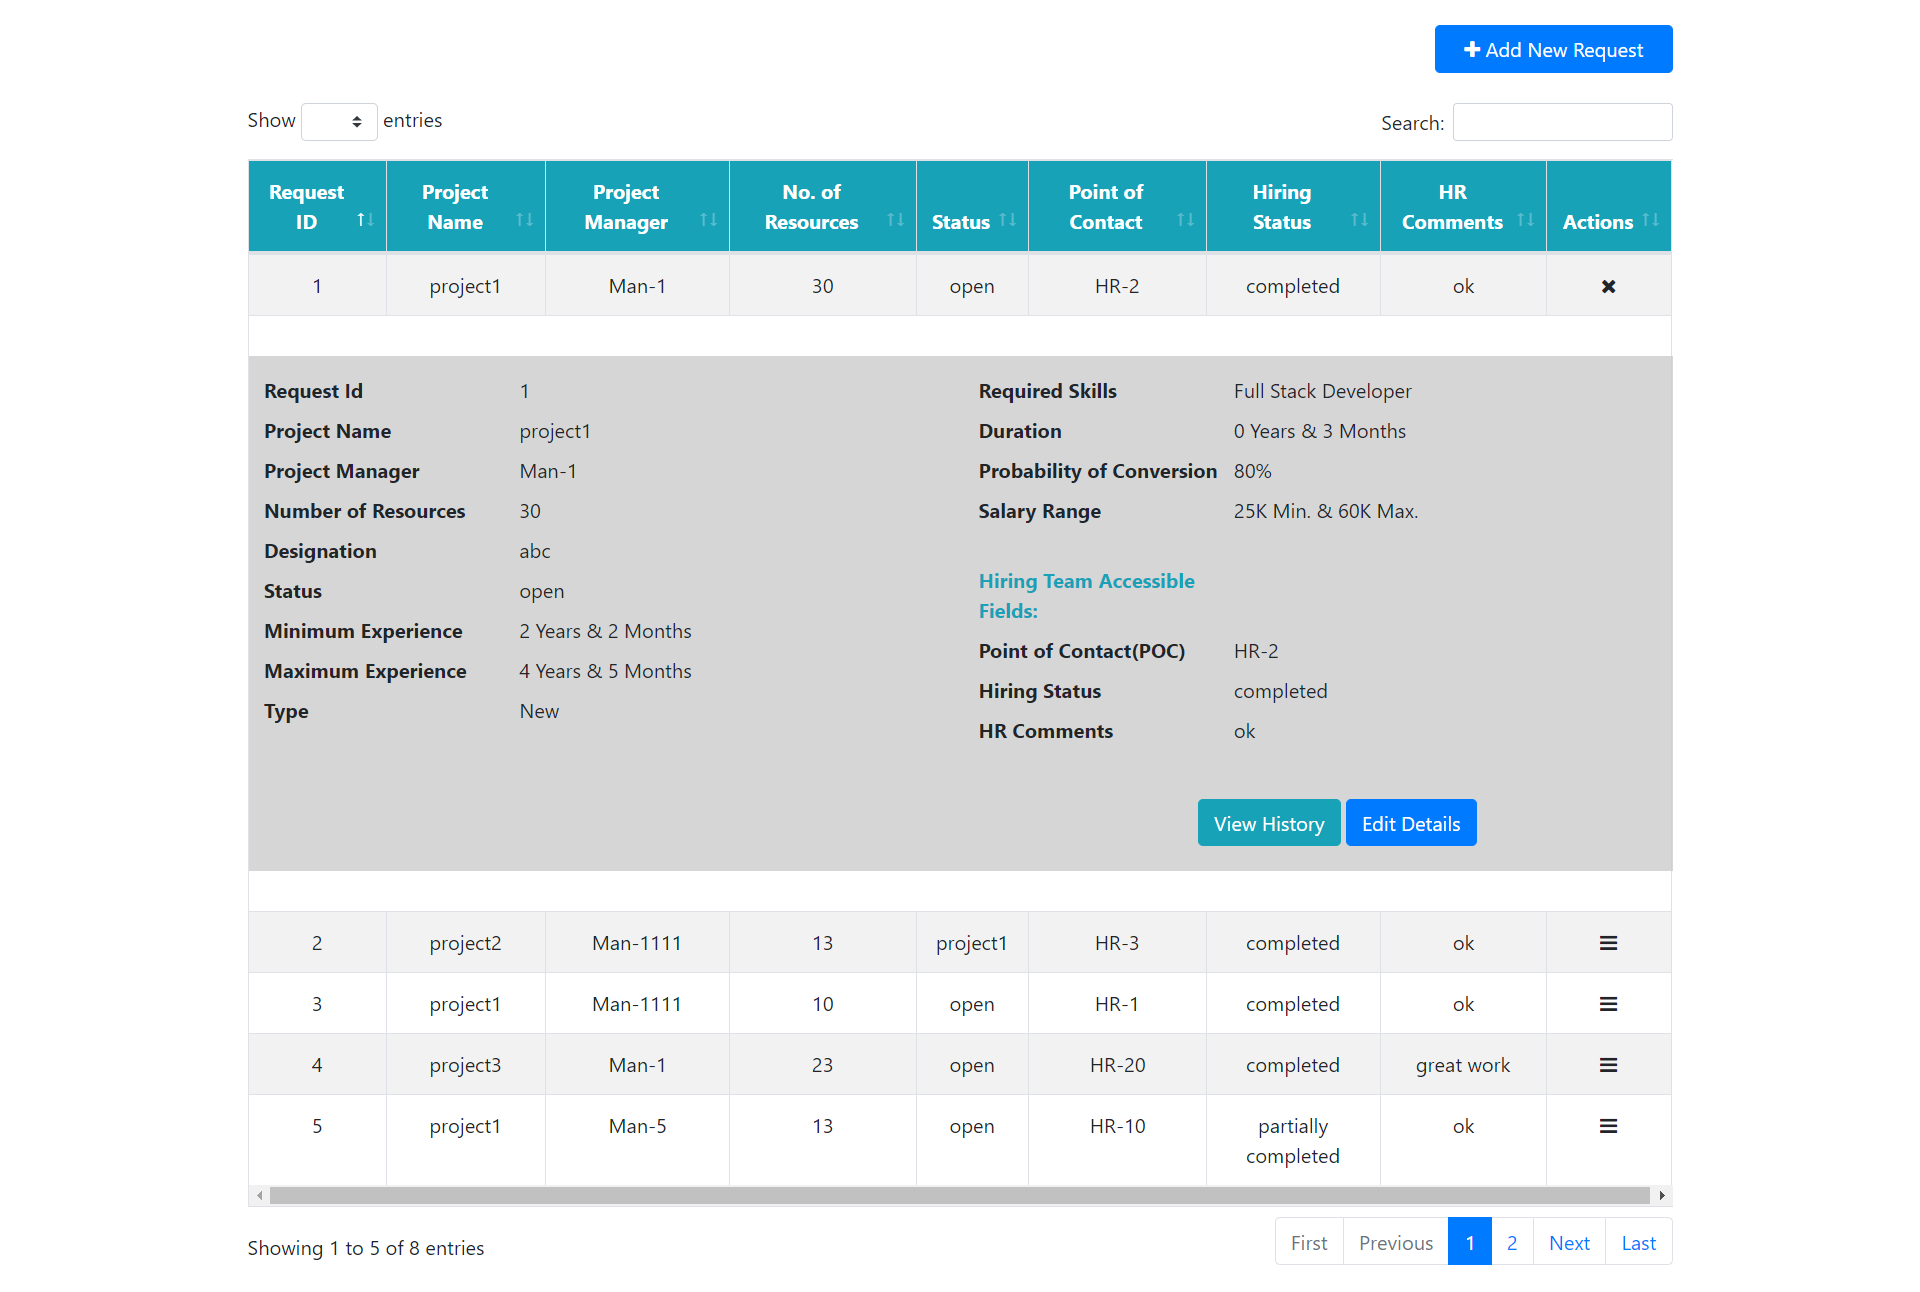 Add New Request
Show entries
Search:
Request ID Project Name Project Manager No. of Resources Status Point of Contact Hiring Status HR Comments Actions
1 project1 Man-1 30 open HR-2 completed ok
Request Id 1
Project Name project1
Project Manager Man-1
Number of Resources 30
Designation abc
Status open
Minimum Experience 2 Years & 2 Months
Maximum Experience 4 Years & 5 Months
Type New
Required Skills Full Stack Developer
Duration 0 Years & 3 Months
Probability of Conversion 80%
Salary Range 25K Min. & 60K Max.
Hiring Team Accessible
Fields:
Point of Contact(POC) HR-2
Hiring Status completed
HR Comments ok
View History Edit Details
2 project2 Man-1111 13 project1 HR-3 completed ok
3 project1 Man-1111 10 open HR-1 completed ok
4 project3 Man-1 23 open HR-20 completed great work
5 project1 Man-5 13 open HR-10 partially completed ok
Showing 1 to 5 of 8 entries
First Previous 1 2 Next Last